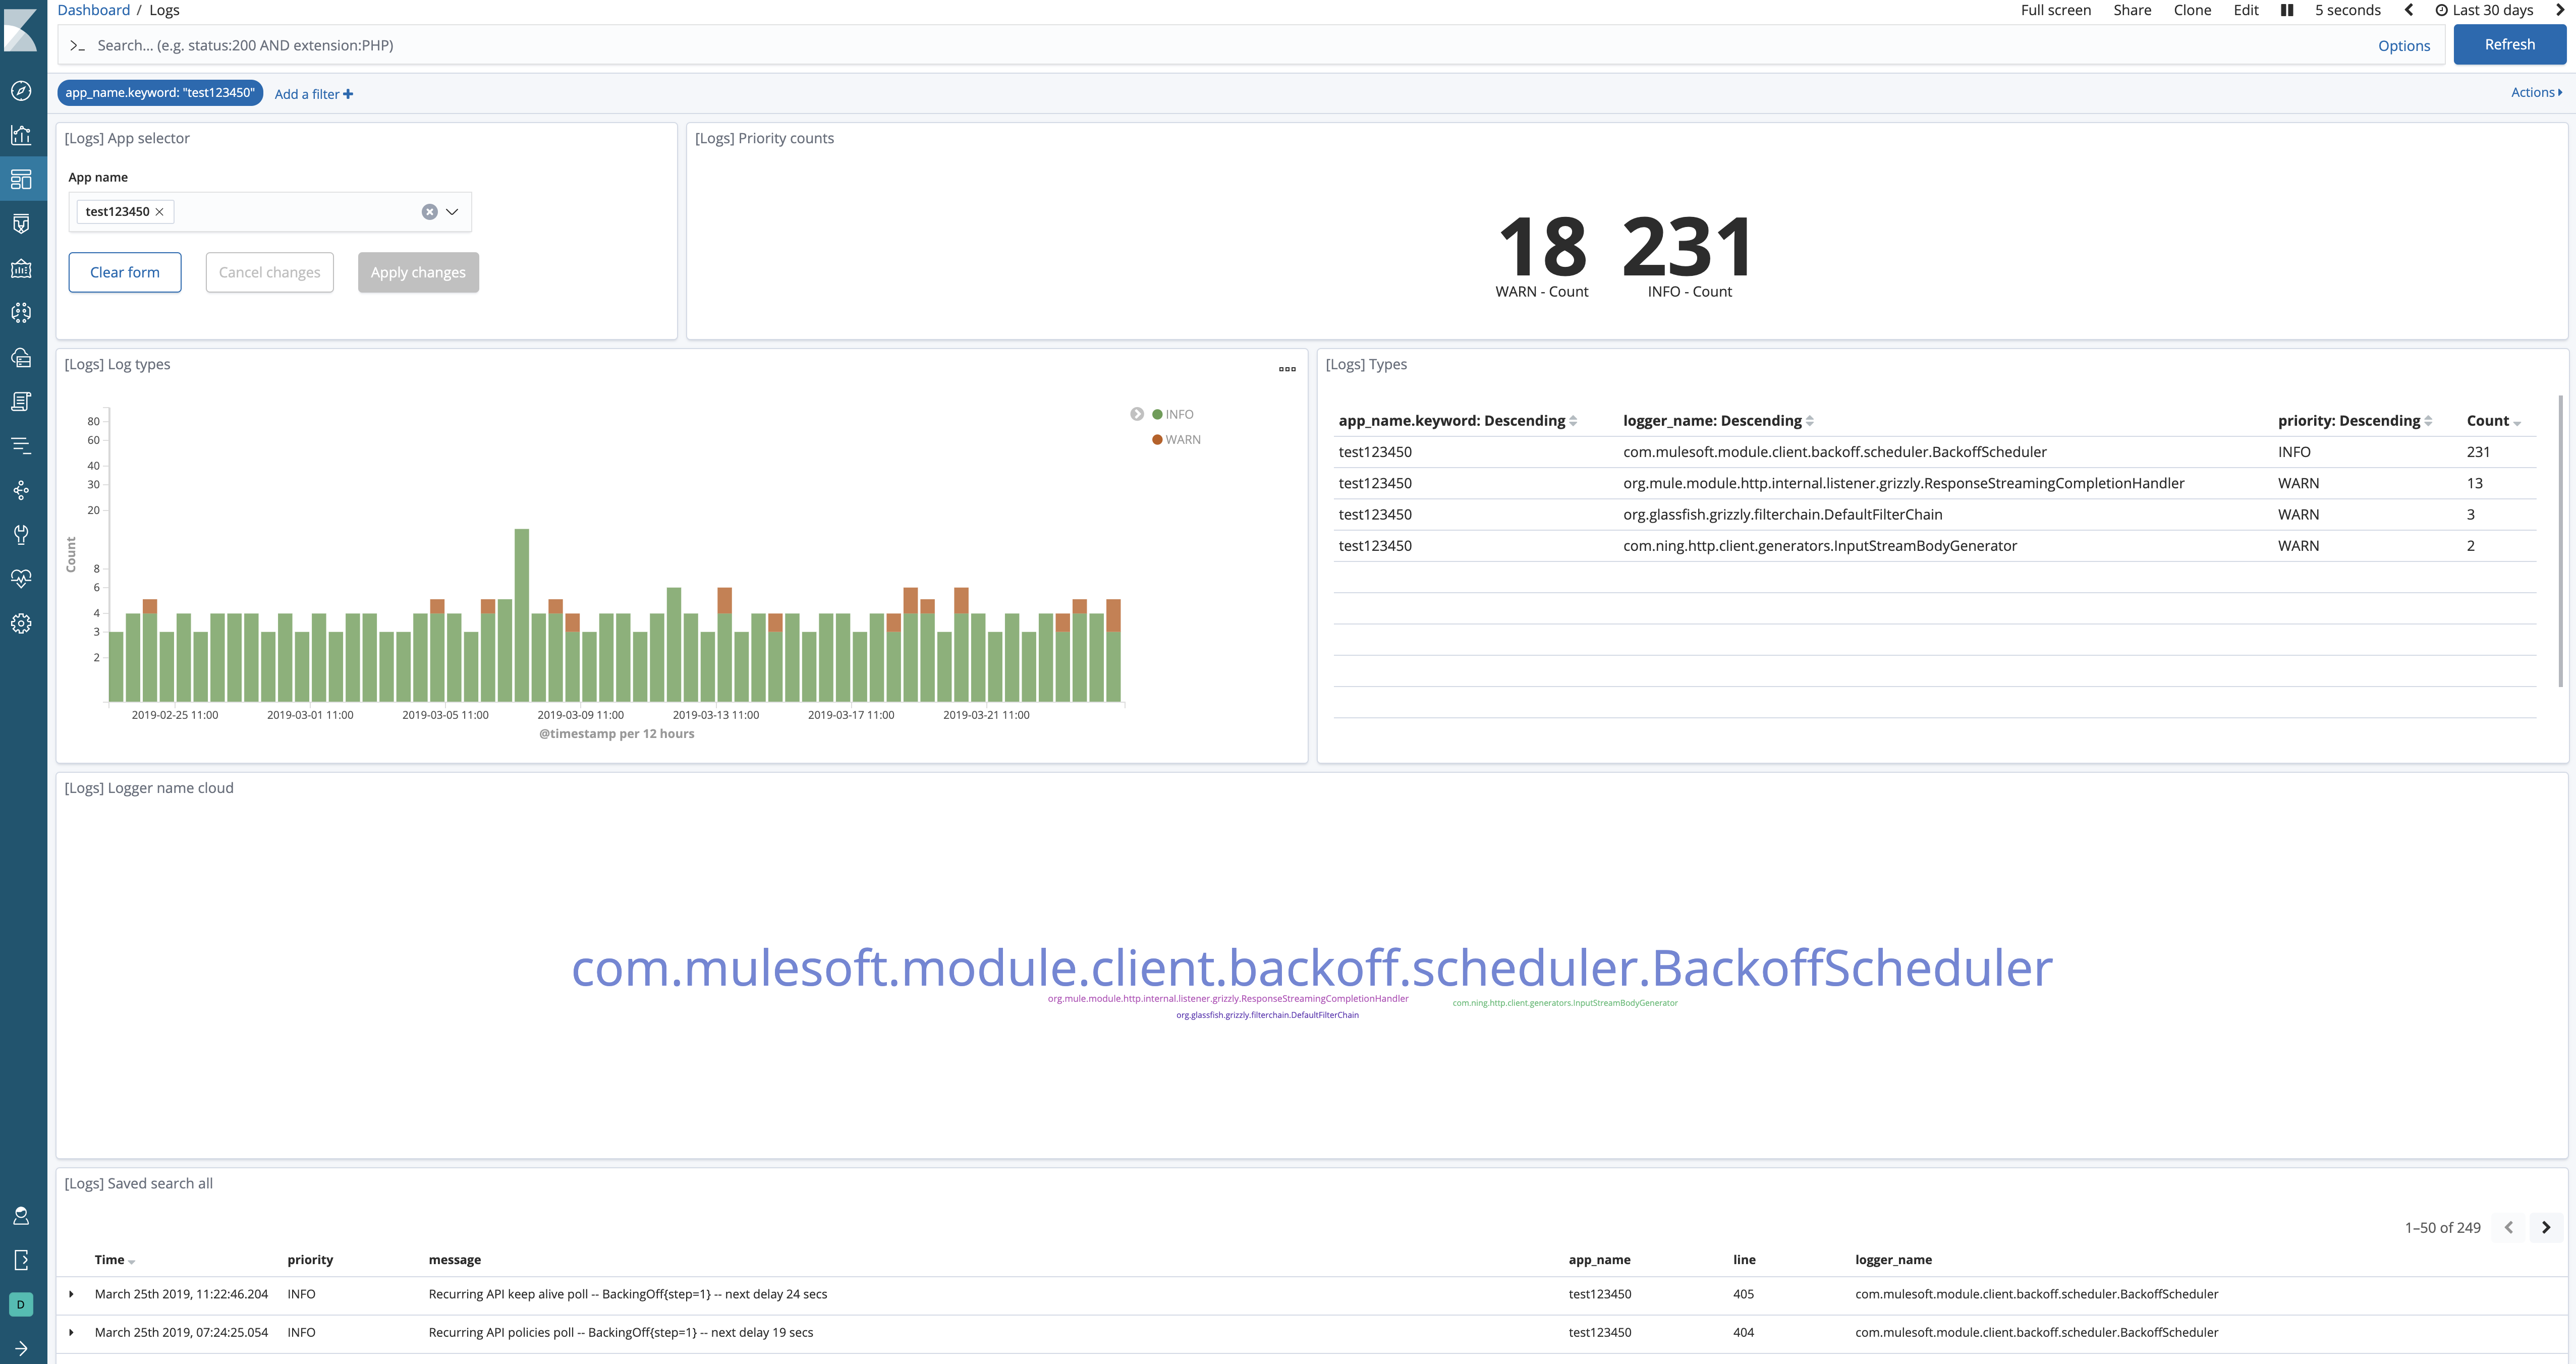 Dashboard / Logs
Full screen Share Clone Edit 5 seconds Last 30 days
>_ Search... (e.g. status:200 AND extension:PHP) Options Refresh
app_name.keyword: "test123450" Add a filter Actions
[Logs] App selector
App name
test123450
Clear form Cancel changes Apply changes
[Logs] Priority counts
18 231
WARN - Count INFO - Count
[Logs] Log types
INFO
WARN
80
60
40
30
20
8
6
4
3
2
Count
2019-02-25 11:00 2019-03-01 11:00 2019-03-05 11:00 2019-03-09 11:00 2019-03-13 11:00 2019-03-17 11:00 2019-03-21 11:00
@timestamp per 12 hours
[Logs] Types
app_name.keyword: Descending logger_name: Descending priority: Descending Count
test123450 com.mulesoft.module.client.backoff.scheduler.BackoffScheduler INFO 231
test123450 org.mule.module.http.internal.listener.grizzly.ResponseStreamingCompletionHandler WARN 13
test123450 org.glassfish.grizzly.filterchain.DefaultFilterChain WARN 3
test123450 com.ning.http.client.generators.InputStreamBodyGenerator WARN 2
[Logs] Logger name cloud
com.mulesoft.module.client.backoff.scheduler.BackoffScheduler
org.mule.module.http.internal.listener.grizzly.ResponseStreamingCompletionHandler com.ning.http.client.generators.InputStreamBodyGenerator
org.glassfish.grizzly.filterchain.DefaultFilterChain
[Logs] Saved search all
1–50 of 249
Time priority message app_name line logger_name
March 25th 2019, 11:22:46.204 INFO Recurring API keep alive poll -- BackingOff{step=1} -- next delay 24 secs test123450 405 com.mulesoft.module.client.backoff.scheduler.BackoffScheduler
D
March 25th 2019, 07:24:25.054 INFO Recurring API policies poll -- BackingOff{step=1} -- next delay 19 secs test123450 404 com.mulesoft.module.client.backoff.scheduler.BackoffScheduler